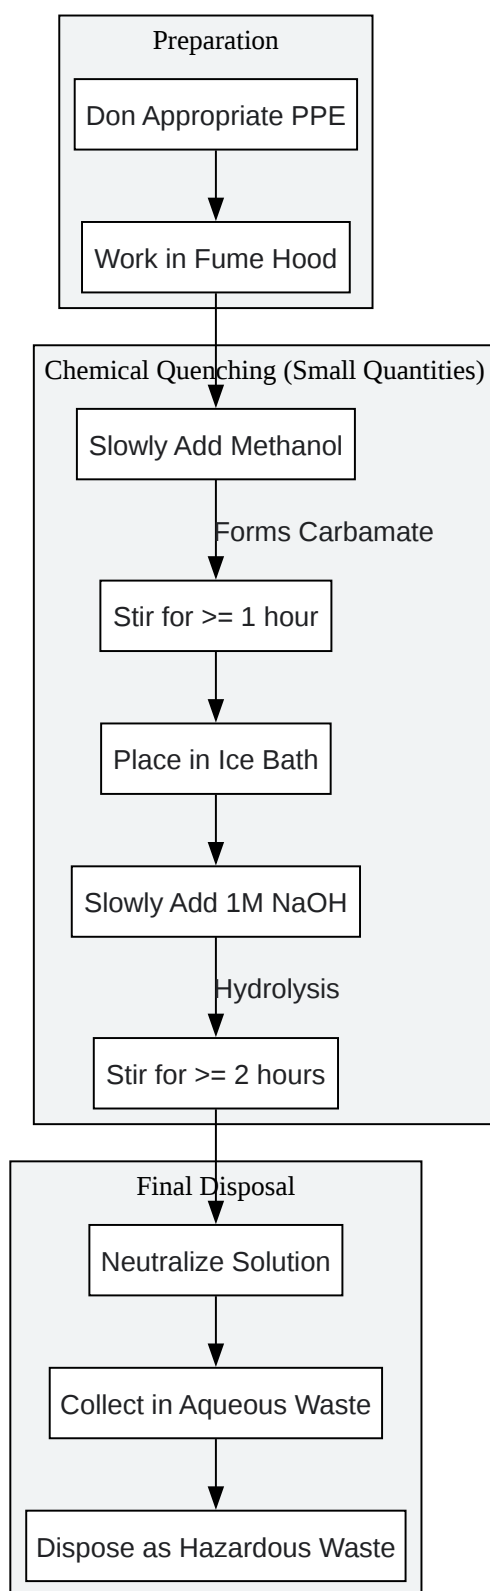 Preparation
Don Appropriate PPE
Work in Fume Hood
Chemical Quenching (Small Quantities)
Slowly Add Methanol
Forms Carbamate
Stir for >= 1 hour
Place in Ice Bath
Slowly Add 1M NaOH
Hydrolysis
Stir for >= 2 hours
Final Disposal
Neutralize Solution
Collect in Aqueous Waste
Dispose as Hazardous Waste